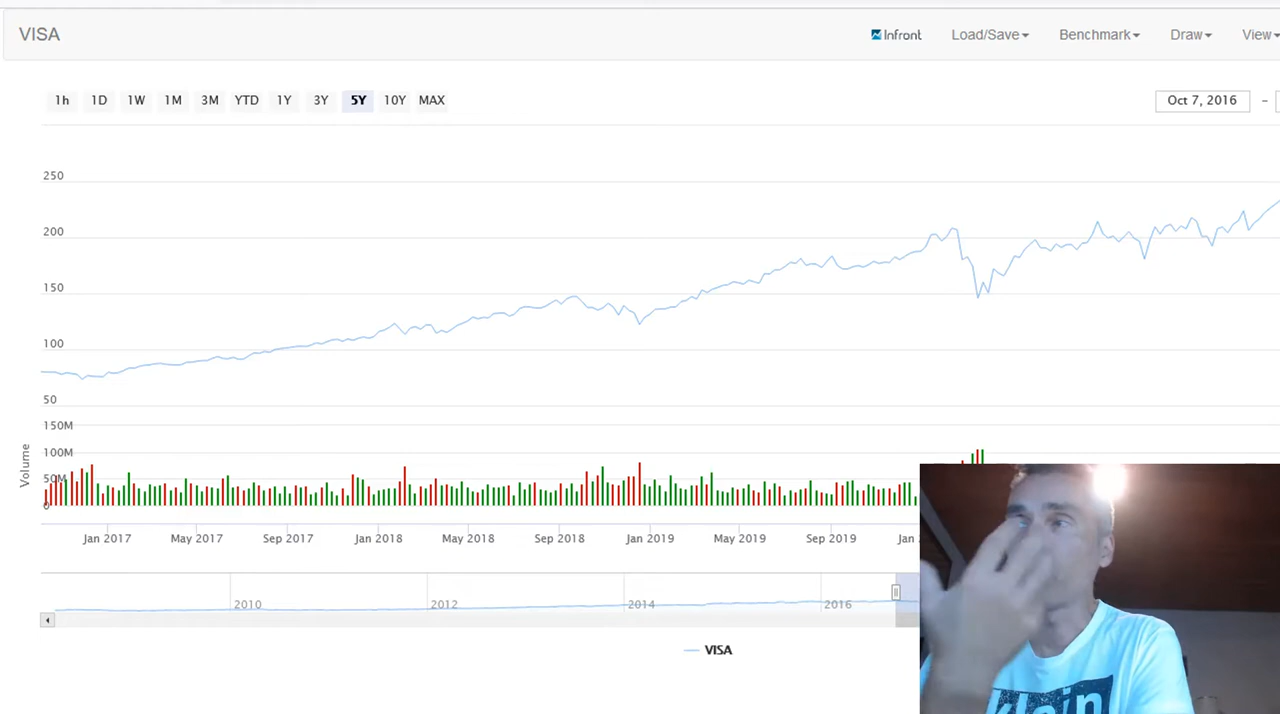 VISA Infront Load/Save Benchmark Draw View
1h 1D 1W 1M 3M YTD 1Y 3Y 5Y 10Y MAX Oct 7, 2016 –
250
200
150
100
50
150M
100M
50M
0
Volume
Jan 2017 May 2017 Sep 2017 Jan 2018 May 2018 Sep 2018 Jan 2019 May 2019 Sep 2019 Jan
2010 2012 2014 2016
VISA
klein